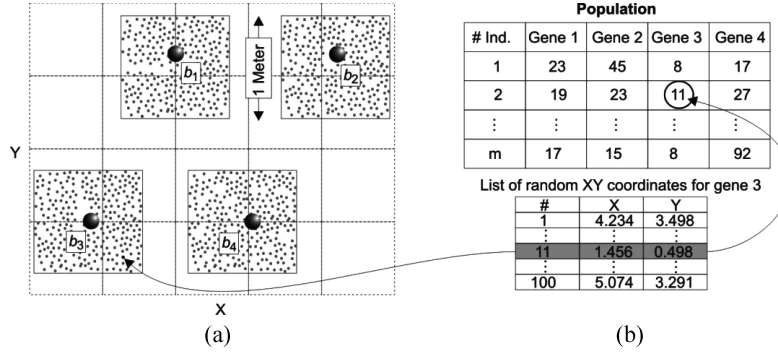 b1
b2
1 Meter
Y
b3
b4
X
(a)
Population
# Ind. Gene 1 Gene 2 Gene 3 Gene 4
1 23 45 8 17
2 19 23 11 27
⋮ ⋮ ⋮ ⋮ ⋮
m 17 15 8 92
List of random XY coordinates for gene 3
# X Y
1 4.234 3.498
⋮ ⋮ ⋮
11 1.456 0.498
⋮ ⋮ ⋮
100 5.074 3.291
(b)